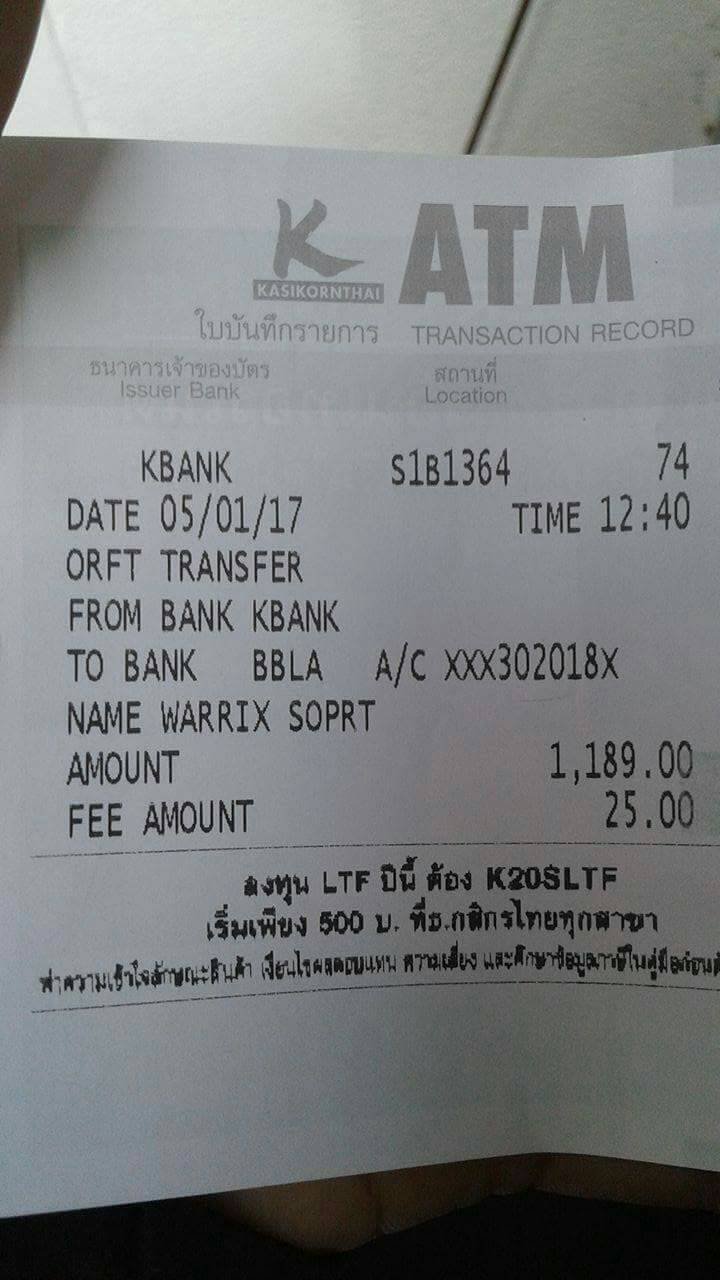 K ATM
KASIKORNTHAI
ใบบันทึกรายการ TRANSACTION RECORD
ธนาคารเจ้าของบัตร สถานที่
Issuer Bank Location
KBANK S1B1364 74
DATE 05/01/17 TIME 12:40
ORFT TRANSFER
FROM BANK KBANK
TO BANK BBLA A/C XXX302018X
NAME WARRIX SOPRT
AMOUNT 1,189.00
FEE AMOUNT 25.00
ลงทุน LTF ปีนี้ ต้อง K20SLTF
เริ่มเพียง 500 บ. ที่ธ.กสิกรไทยทุกสาขา
ทำความเข้าใจลักษณะสินค้า เงื่อนไขผลตอบแทน ความเสี่ยง และศึกษาข้อมูลภาษีในคู่มือก่อน